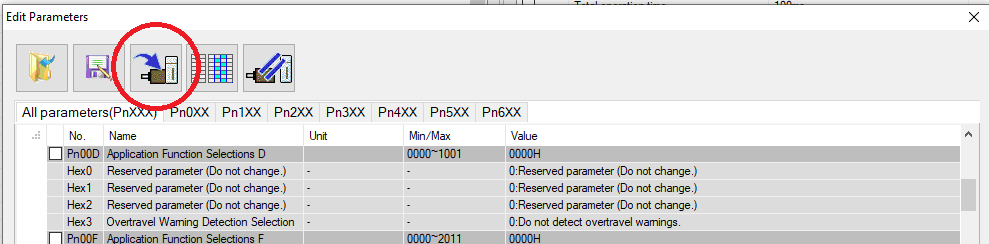 Total operation time 100ms
Edit Parameters
All parameters(PnXXX) Pn0XX Pn1XX Pn2XX Pn3XX Pn4XX Pn5XX Pn6XX
No. Name Unit Min/Max Value
Pn00D Application Function Selections D 0000~1001 0000H
Hex0 Reserved parameter (Do not change.) - - 0:Reserved parameter (Do not change.)
Hex1 Reserved parameter (Do not change.) - - 0:Reserved parameter (Do not change.)
Hex2 Reserved parameter (Do not change.) - - 0:Reserved parameter (Do not change.)
Hex3 Overtravel Warning Detection Selection - - 0:Do not detect overtravel warnings.
Pn00F Application Function Selections F 0000~2011 0000H